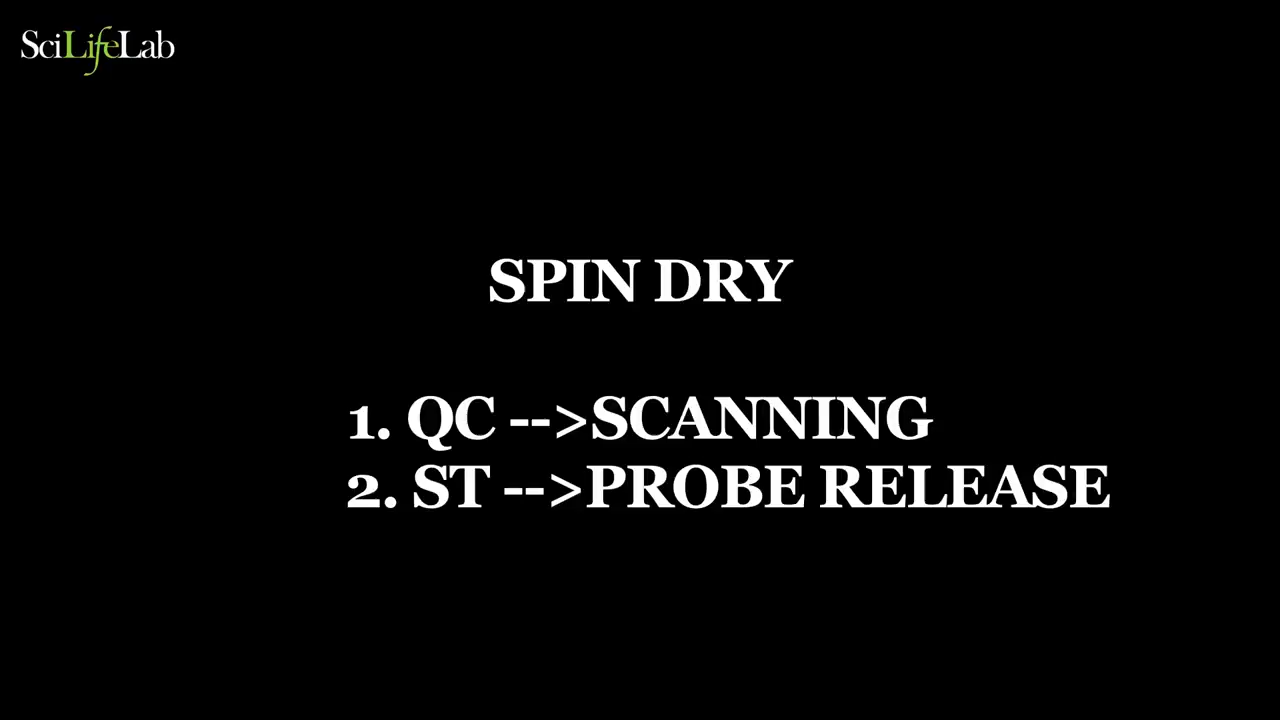 SciLifeLab
SPIN DRY
1. QC -->SCANNING
2. ST -->PROBE RELEASE